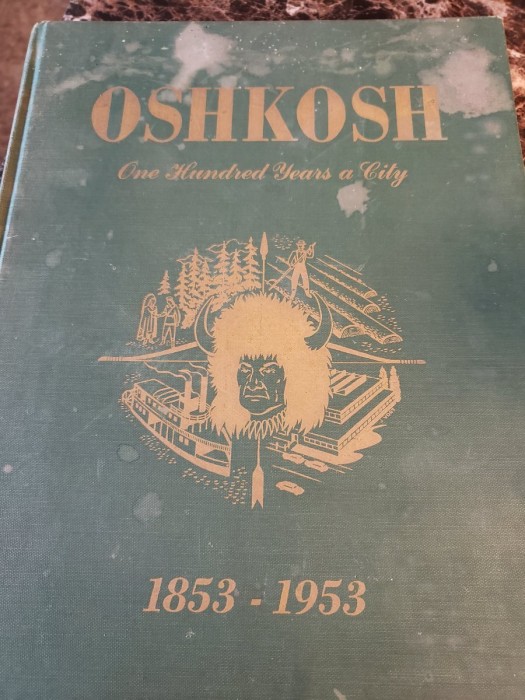 OSHKOSH
One Hundred Years a City
1853 - 1953